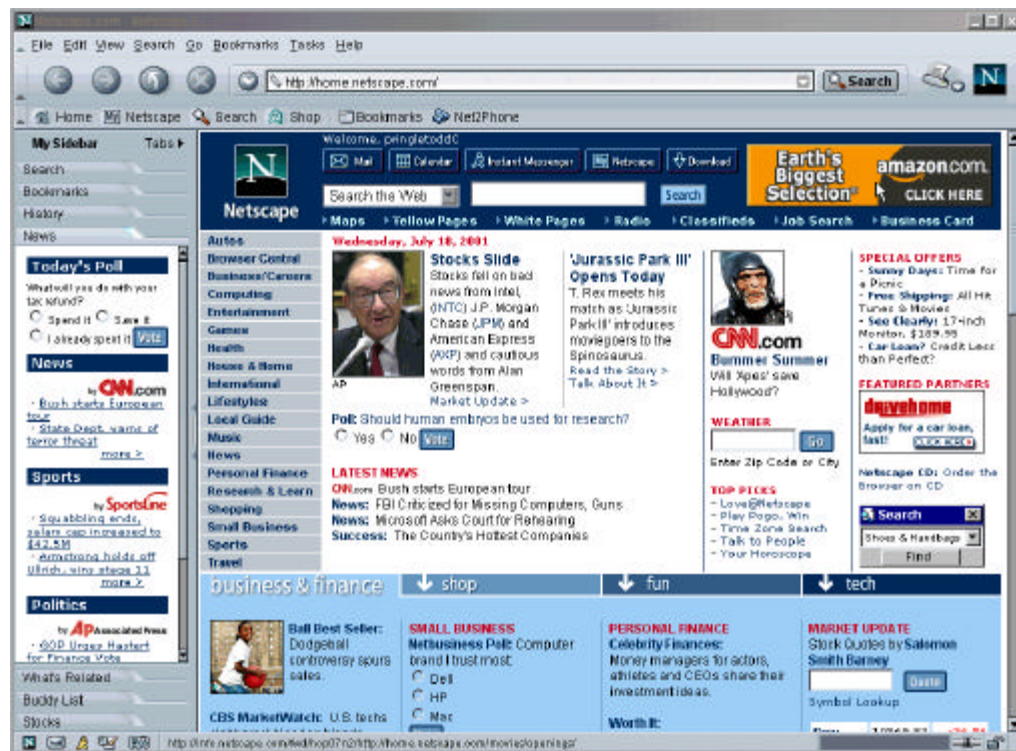 File Edit View Search Go Bookmarks Tasks Help
http://home.netscape.com/
Search
Home Netscape Search Shop Bookmarks Net2Phone
My Sidebar Tabs
Search
Bookmarks
History
News
Today's Poll
What will you do with your
tax refund?
Spend it Save it
I already spent it Vote
News
by CNN.com
- Bush starts European
tour
- State Dept. warns of
terror threat
more >
Sports
by SportsLine
- Squabbling ends,
salary cap increased to
$42.5M
- Armstrong holds off
Ullrich, wins stage 11
more >
Politics
by AP Associated Press
- GOP Urges Hastert
for Finance Vote
What's Related
Buddy List
Stocks
N
Netscape
Welcome, pringletodd0
Mail Calendar Instant Messenger Netscape Download
Search the Web Search
Maps Yellow Pages White Pages Radio Classifieds Job Search Business Card
Earth's
Biggest
Selection
amazon.com
CLICK HERE
Autos
Browser Central
Business/Careers
Computing
Entertainment
Games
Health
House & Home
International
Lifestyles
Local Guide
Music
News
Personal Finance
Research & Learn
Shopping
Small Business
Sports
Travel
Wednesday, July 18, 2001
AP
Stocks Slide
Stocks fell on bad
news from Intel,
(INTC) J.P. Morgan
Chase (JPM) and
American Express
(AXP) and cautious
words from Alan
Greenspan.
Market Update >
'Jurassic Park III'
Opens Today
T. Rex meets his
match as 'Jurassic
Park III' introduces
moviegoers to the
Spinosaurus.
Read the Story >
Talk About It >
Poll: Should human embryos be used for research?
Yes No Vote
LATEST NEWS
CNN.com Bush starts European tour
News: FBI Criticized for Missing Computers, Guns
News: Microsoft Asks Court for Rehearing
Success: The Country's Hottest Companies
CNN.com
Bummer Summer
Will 'Apes' save
Hollywood?
WEATHER
Go
Enter Zip Code or City
TOP PICKS
- Love@Netscape
- Play Pogo, Win
- Time Zone Search
- Talk to People
- Your Horoscope
SPECIAL OFFERS
- Sunny Days: Time for
a Picnic
- Free Shipping: All Hit
Tunes & Movies
- See Clearly: 17-inch
Monitor, $189.95
- Car Loan? Credit Less
than Perfect?
FEATURED PARTNERS
drivehome
Apply for a car loan,
fast! CLICK HERE
Netscape CD: Order the
Browser on CD
Search
Shoes & Handbags
Find
business & finance shop fun tech
Ball Best Seller:
Dodgeball
controversy spurs
sales.
CBS MarketWatch: U.S. techs
SMALL BUSINESS
Netbusiness Poll: Computer
brand I trust most:
Dell
HP
Mac
PERSONAL FINANCE
Celebrity Finances:
Money managers for actors,
athletes and CEOs share their
investment ideas.
Worth It:
MARKET UPDATE
Stock Quotes by Salomon
Smith Barney
Quote
Symbol Lookup